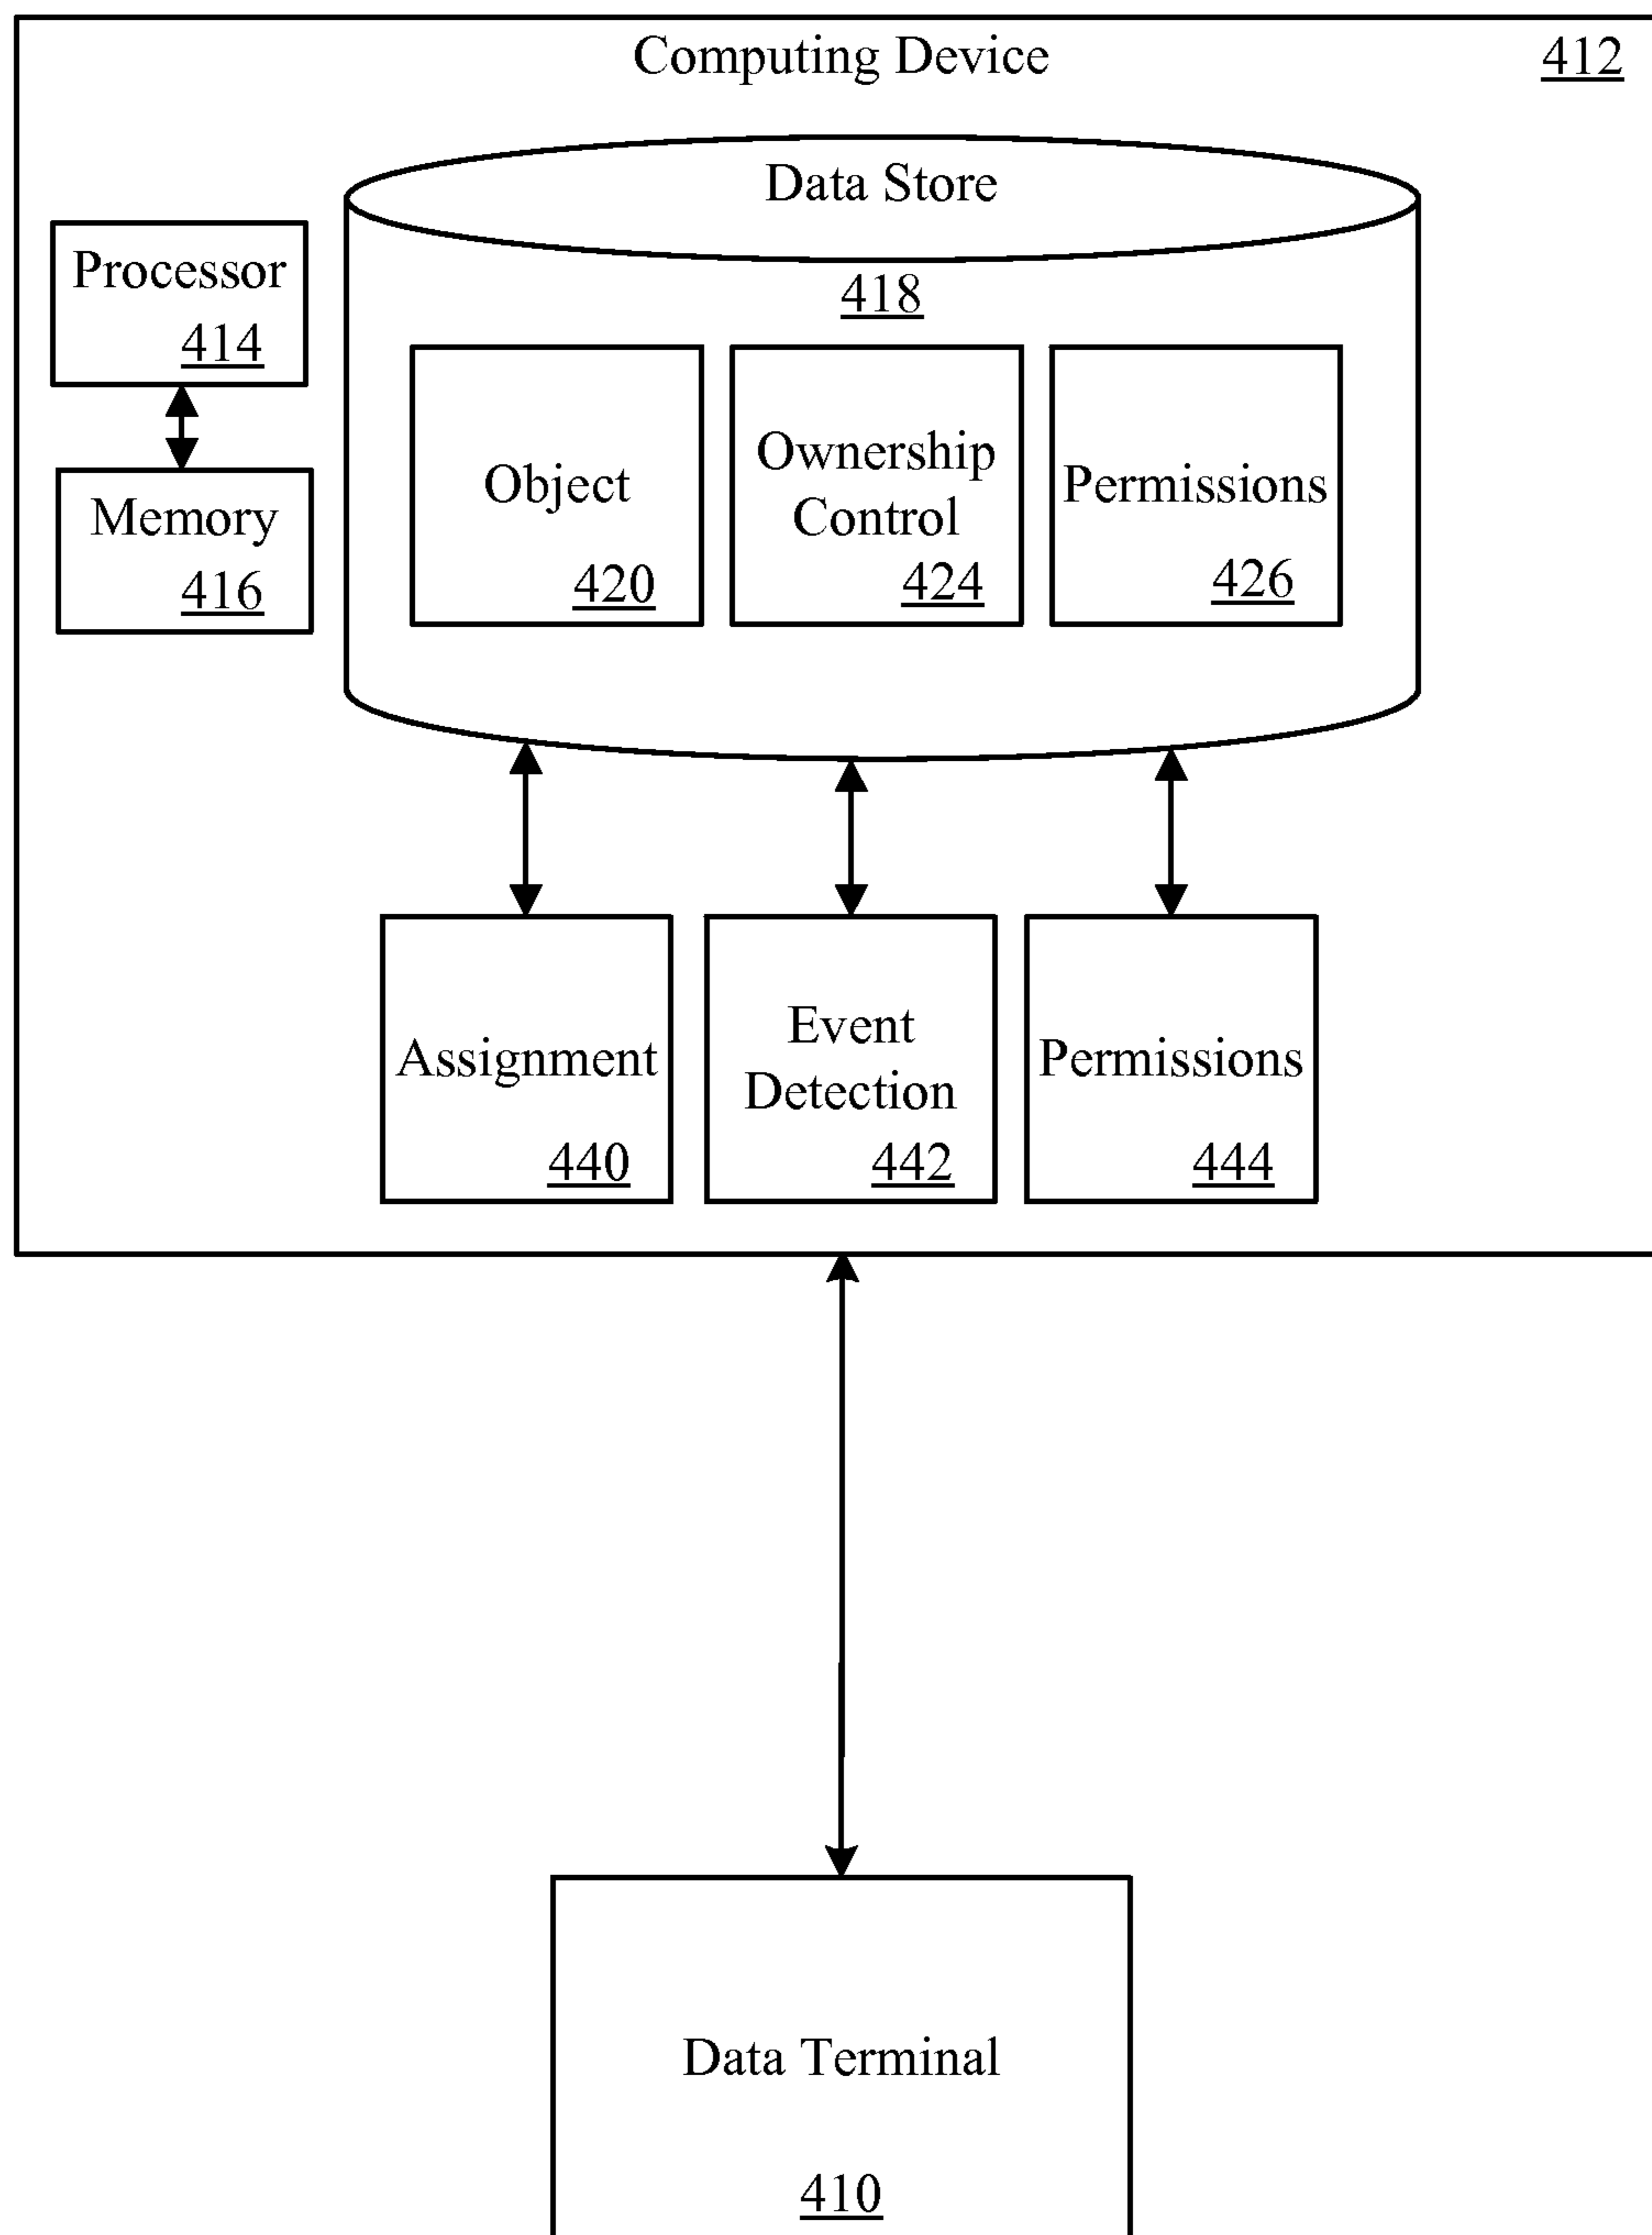 Computing Device
412
Data Store
418
Processor
414
Memory
416
Object
420
Ownership
Control
424
Permissions
426
Assignment
440
Event
Detection
442
Permissions
444
Data Terminal
410